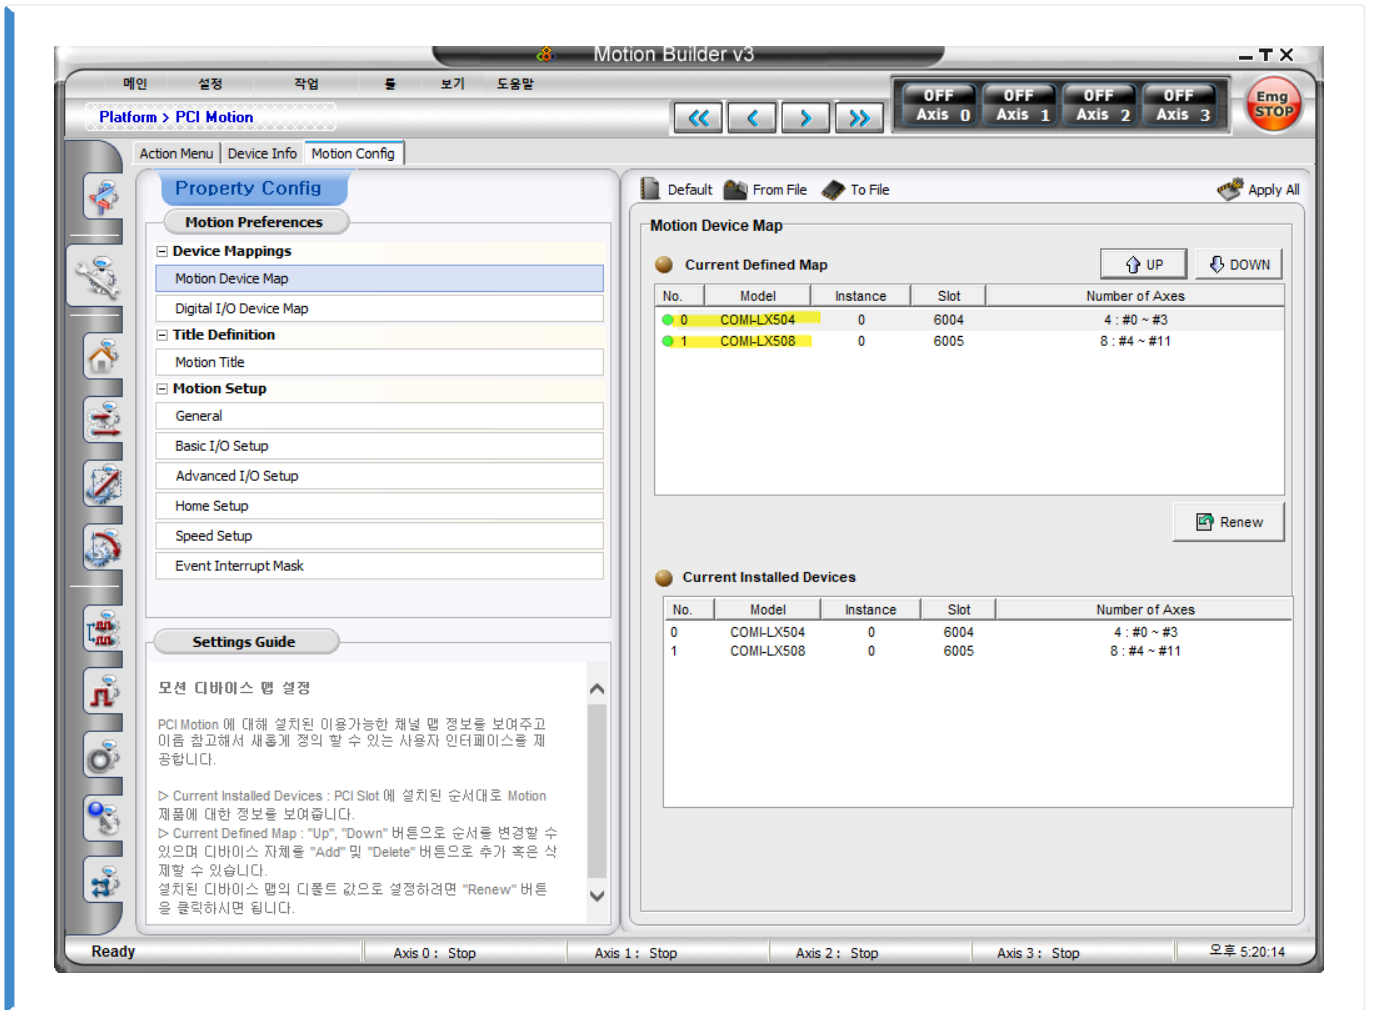 Motion Builder v3
메인 설정 작업 툴 보기 도움말
OFF Axis 0 OFF Axis 1 OFF Axis 2 OFF Axis 3
Emg STOP
Platform > PCI Motion
Action Menu Device Info Motion Config
Property Config
Motion Preferences
Device Mappings
Motion Device Map
Digital I/O Device Map
Title Definition
Motion Title
Motion Setup
General
Basic I/O Setup
Advanced I/O Setup
Home Setup
Speed Setup
Event Interrupt Mask
Settings Guide
모션 디바이스 맵 설정
PCI Motion 에 대해 설치된 이용가능한 채널 맵 정보를 보여주고
이를 참고해서 새롭게 정의 할 수 있는 사용자 인터페이스를 제
공합니다.
▷ Current Installed Devices : PCI Slot 에 설치된 순서대로 Motion
제품에 대한 정보를 보여줍니다.
▷ Current Defined Map : "Up", "Down" 버튼으로 순서를 변경할 수
있으며 디바이스 자체를 "Add" 및 "Delete" 버튼으로 추가 혹은 삭
제할 수 있습니다.
설치된 디바이스 맵의 디폴트 값으로 설정하려면 "Renew" 버튼
을 클릭하시면 됩니다.
Default From File To File Apply All
Motion Device Map
Current Defined Map UP DOWN
No. Model Instance Slot Number of Axes
0 COMI-LX504 0 6004 4 : #0 ~ #3
1 COMI-LX508 0 6005 8 : #4 ~ #11
Renew
Current Installed Devices
No. Model Instance Slot Number of Axes
0 COMI-LX504 0 6004 4 : #0 ~ #3
1 COMI-LX508 0 6005 8 : #4 ~ #11
Ready Axis 0 : Stop Axis 1 : Stop Axis 2 : Stop Axis 3 : Stop 오후 5:20:14